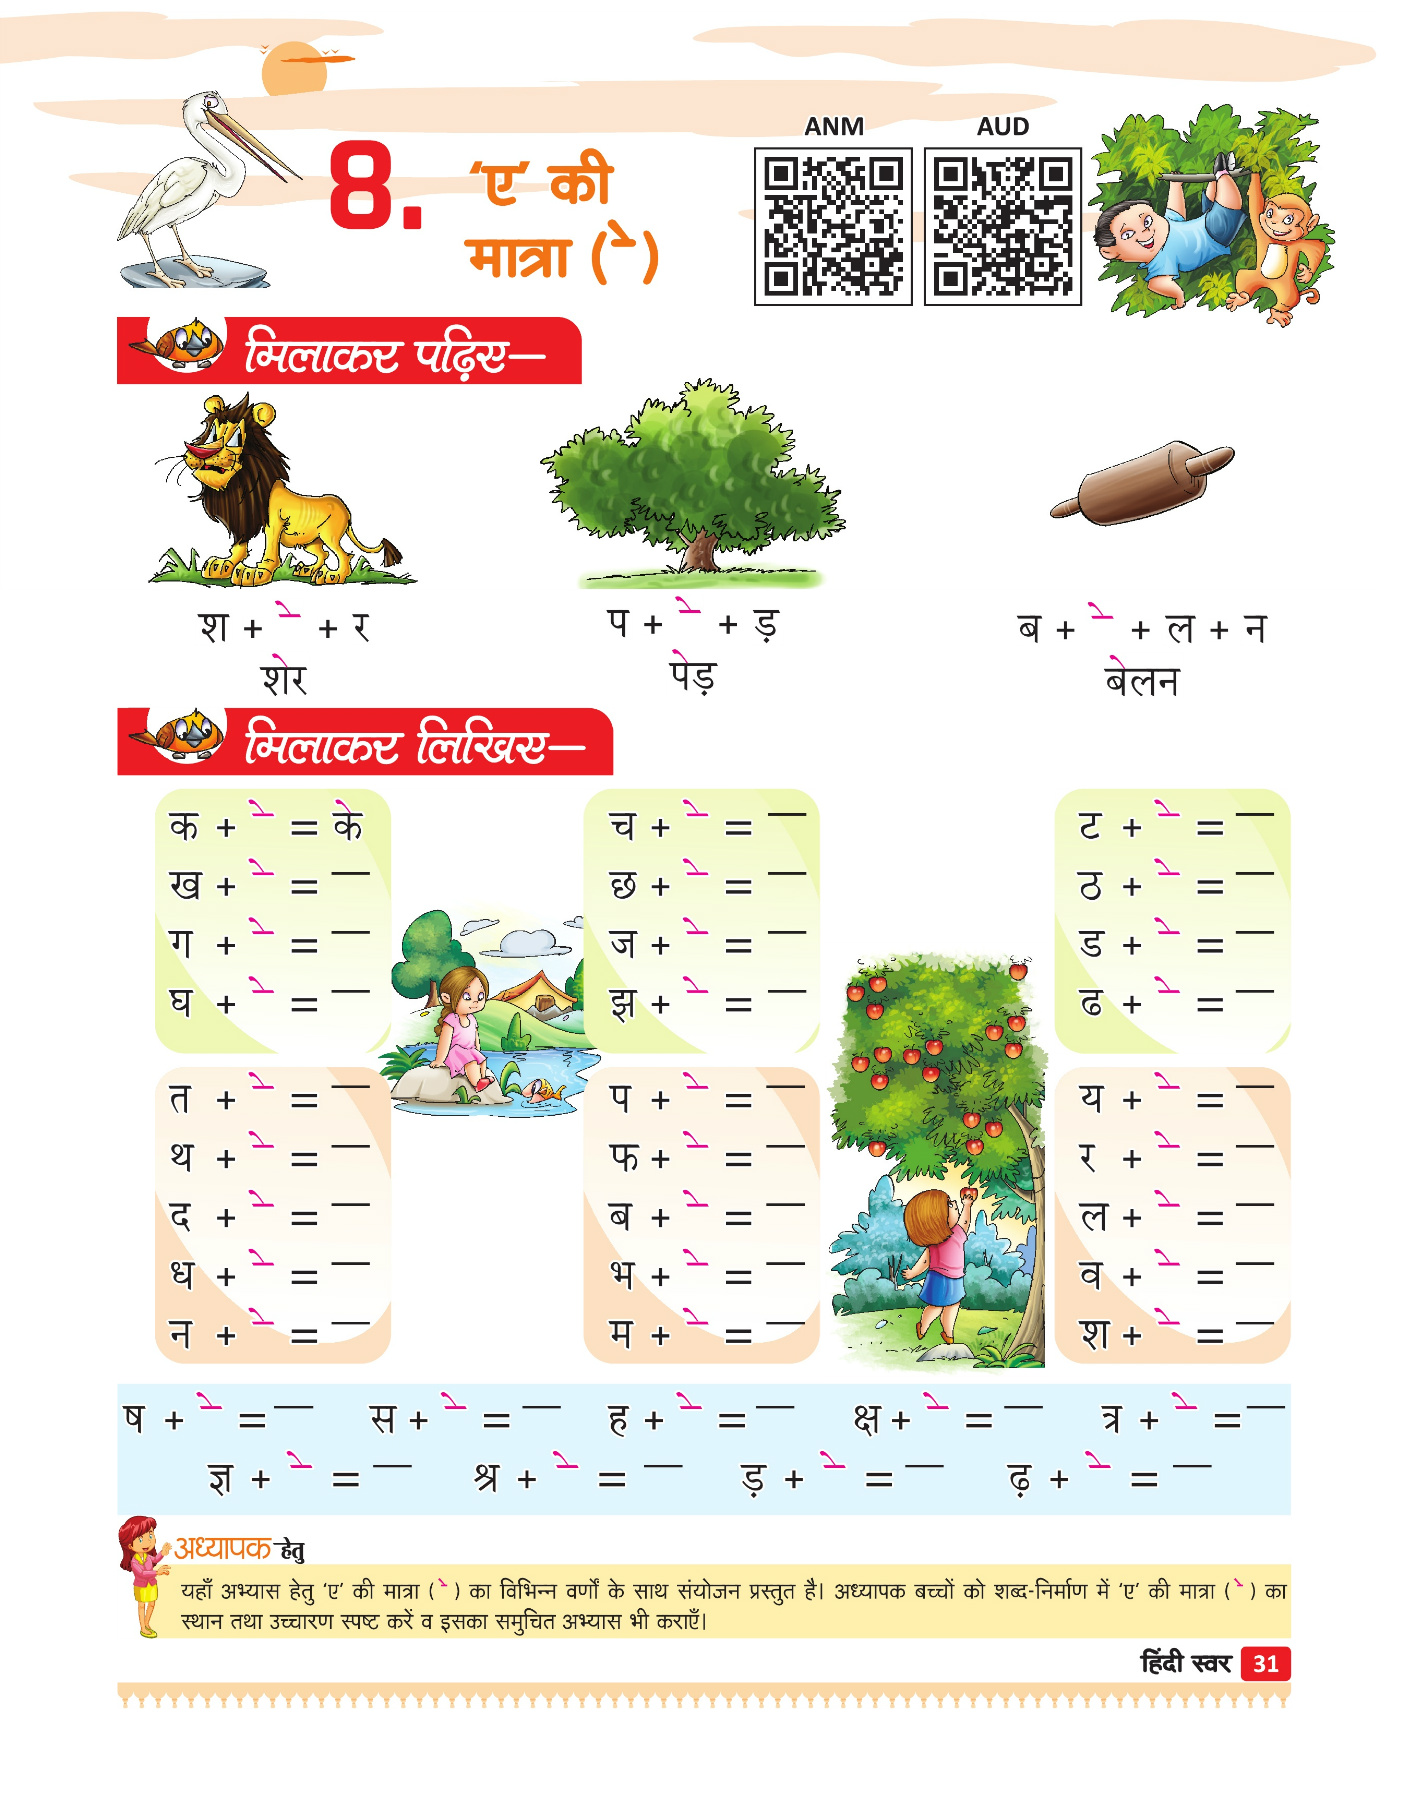 ANM AUD
8. ‘ए’ की
मात्रा ( े )
मिलाकर पढ़िए—
श + े + र
शेर
प + े + ड़
पेड़
ब + े + ल + न
बेलन
मिलाकर लिखिए—
क + े = के
ख + े = —
ग + े = —
घ + े = —
च + े = —
छ + े = —
ज + े = —
झ + े = —
ट + े = —
ठ + े = —
ड + े = —
ढ + े = —
त + े = —
थ + े = —
द + े = —
ध + े = —
न + े = —
प + े = —
फ + े = —
ब + े = —
भ + े = —
म + े = —
य + े = —
र + े = —
ल + े = —
व + े = —
श + े = —
ष + े = — स + े = — ह + े = — क्ष + े = — त्र + े = —
ज्ञ + े = — श्र + े = — ड़ + े = — ढ़ + े = —
अध्यापक हेतु
यहाँ अभ्यास हेतु ‘ए’ की मात्रा ( े ) का विभिन्न वर्णों के साथ संयोजन प्रस्तुत है। अध्यापक बच्चों को शब्द-निर्माण में ‘ए’ की मात्रा ( े ) का
स्थान तथा उच्चारण स्पष्ट करें व इसका समुचित अभ्यास भी कराएँ।
हिंदी स्वर 31